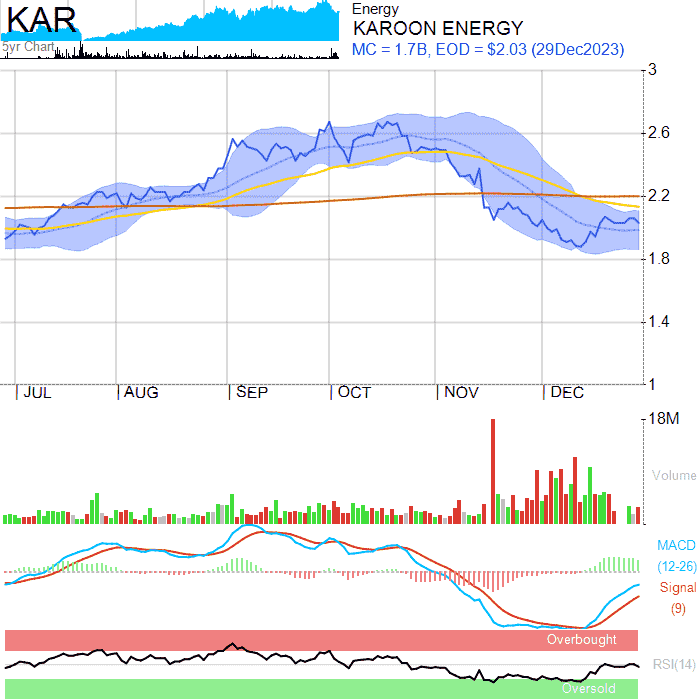 KAR
5yr Chart
Energy
KAROON ENERGY
MC = 1.7B, EOD = $2.03 (29Dec2023)
3
2.6
2.2
1.8
1.4
1
JUL AUG SEP OCT NOV DEC
18M
Volume
MACD
(12-26)
Signal
(9)
Overbought
RSI(14)
Oversold